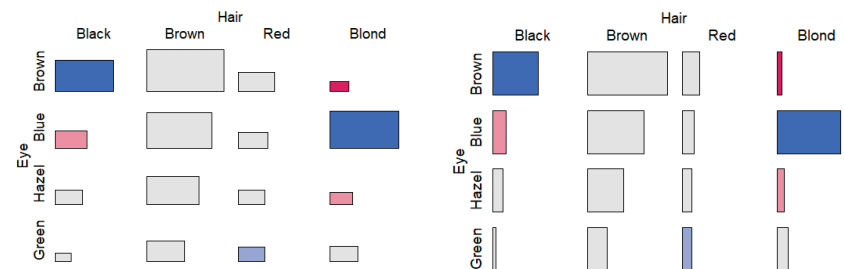 Hair
Black Brown Red Blond
Eye
Brown
Blue
Hazel
Green
Hair
Black Brown Red Blond
Eye
Brown
Blue
Hazel
Green